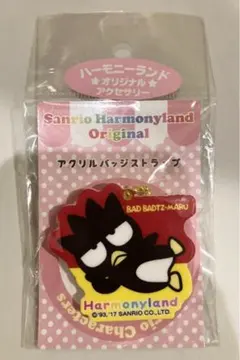 ハーモニーランド
★オリジナル★
アクセサリー
Sanrio Harmonyland
Original
アクリルバッジストラップ
BAD BADTZ-MARU
Harmonyland
©'93,'17 SANRIO CO.,LTD.
Sanrio Characters